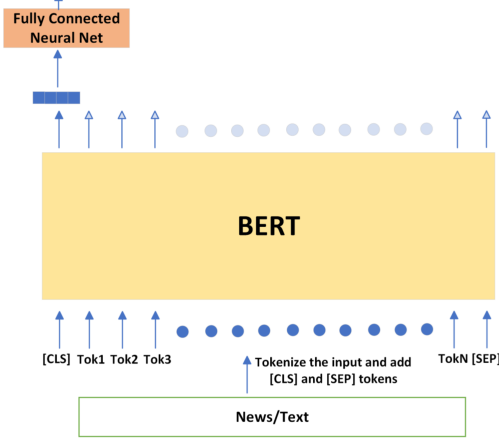 Fully Connected
Neural Net
BERT
[CLS] Tok1 Tok2 Tok3
TokN [SEP]
Tokenize the input and add
[CLS] and [SEP] tokens
News/Text